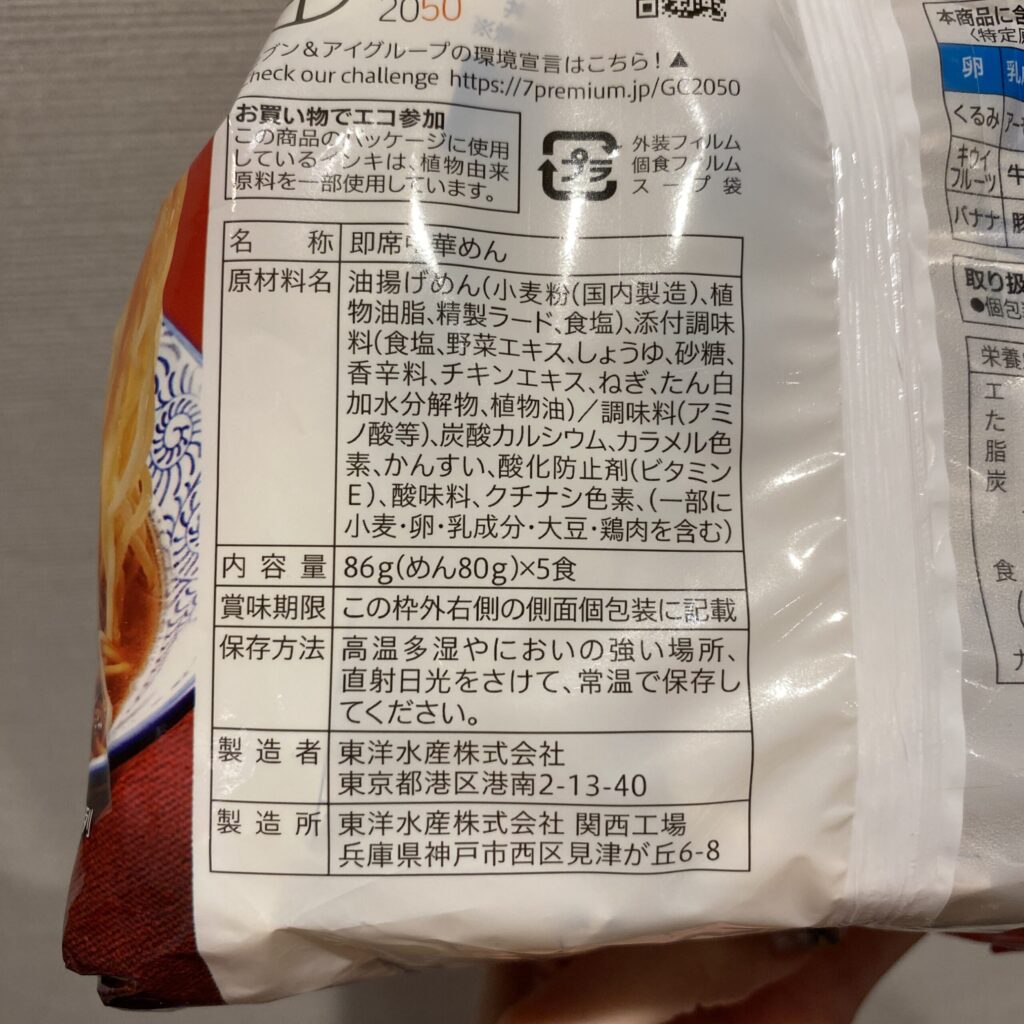 2050
ブン＆アイグループの環境宣言はこちら！▲
heck our challenge https://7premium.jp/GC2050
お買い物でエコ参加
この商品のパッケージに使用
しているインキは、植物由来
原料を一部使用しています。
プラ
外装フィルム
個食フィルム
スープ袋
名称 即席中華めん
原材料名 油揚げめん(小麦粉(国内製造)、植
物油脂、精製ラード、食塩)、添付調味
料(食塩、野菜エキス、しょうゆ、砂糖、
香辛料、チキンエキス、ねぎ、たん白
加水分解物、植物油)／調味料(アミ
ノ酸等)、炭酸カルシウム、カラメル色
素、かんすい、酸化防止剤(ビタミン
E)、酸味料、クチナシ色素、(一部に
小麦・卵・乳成分・大豆・鶏肉を含む)
内容量 86g(めん80g)×5食
賞味期限 この枠外右側の側面個包装に記載
保存方法 高温多湿やにおいの強い場所、
直射日光をさけて、常温で保存し
てください。
製造者 東洋水産株式会社
東京都港区港南2-13-40
製造所 東洋水産株式会社 関西工場
兵庫県神戸市西区見津が丘6-8
本商品に含
(特定原
卵 乳
くるみ アー
キウイフルーツ 牛
バナナ 豚
取り扱
●個包
栄養
エ
た
脂
炭
食